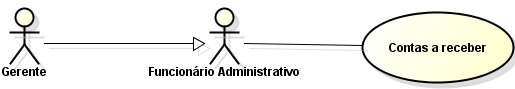 Contas a receber
Gerente
Funcionário Administrativo